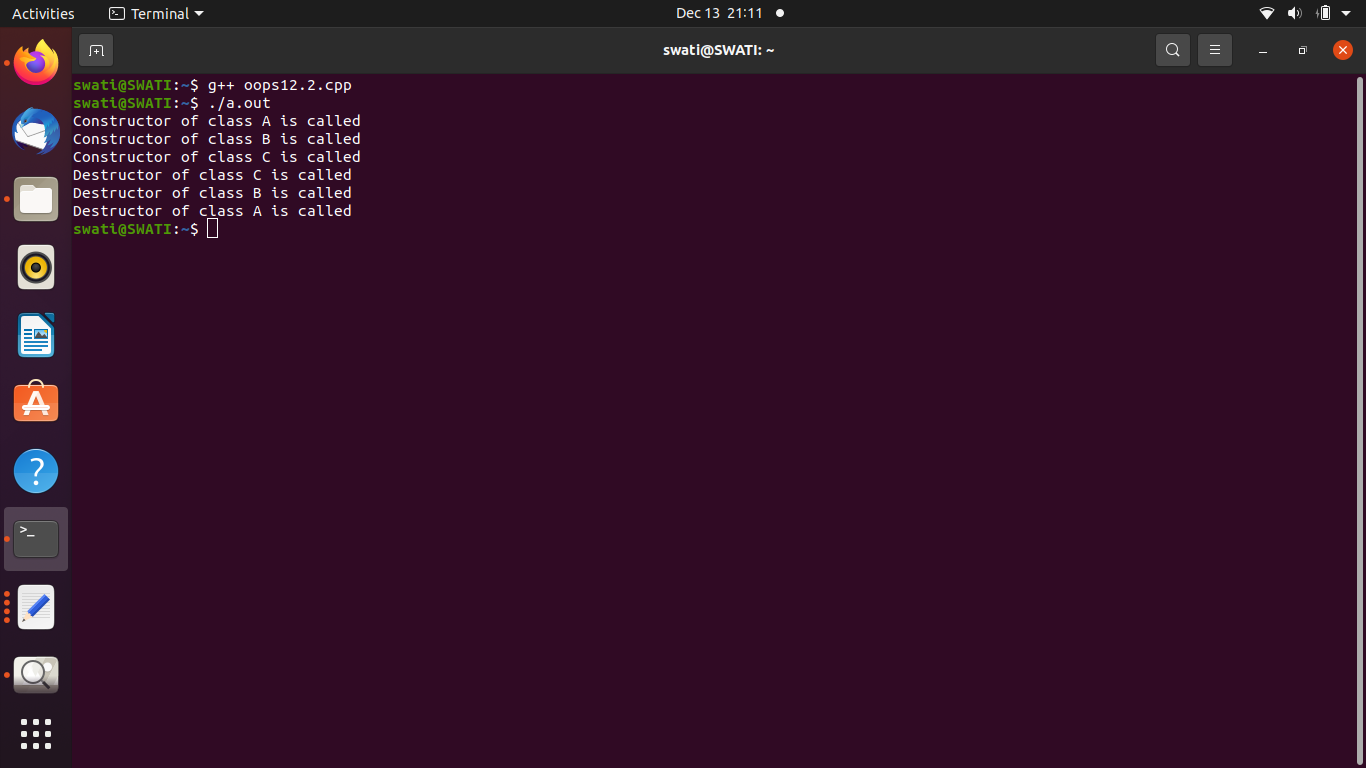 Activities
Terminal
Dec 13 21:11
swati@SWATI: ~
swati@SWATI:~$ g++ oops12.2.cpp
swati@SWATI:~$ ./a.out
Constructor of class A is called
Constructor of class B is called
Constructor of class C is called
Destructor of class C is called
Destructor of class B is called
Destructor of class A is called
swati@SWATI:~$